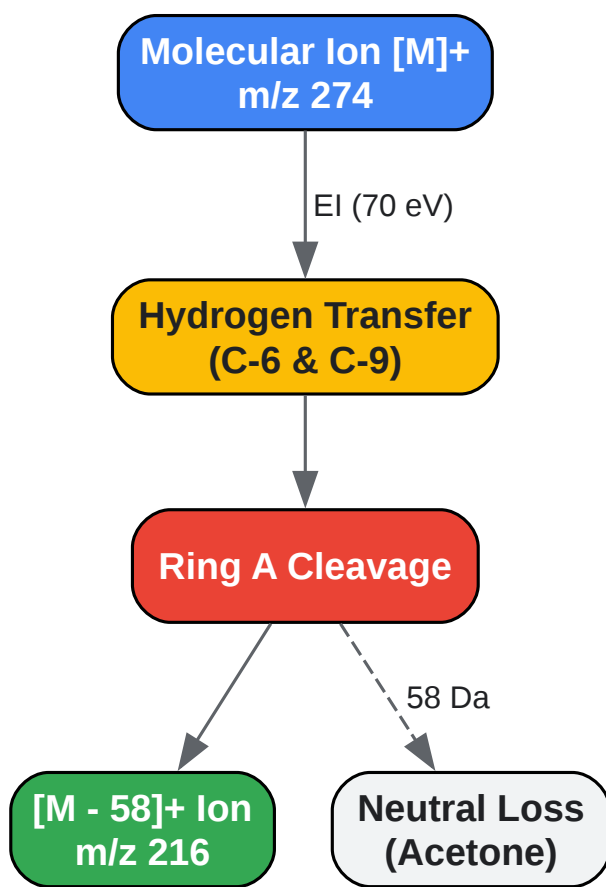 Molecular Ion [M]+
m/z 274
EI (70 eV)
Hydrogen Transfer
(C-6 & C-9)
Ring A Cleavage
58 Da
[M - 58]+ Ion
m/z 216
Neutral Loss
(Acetone)